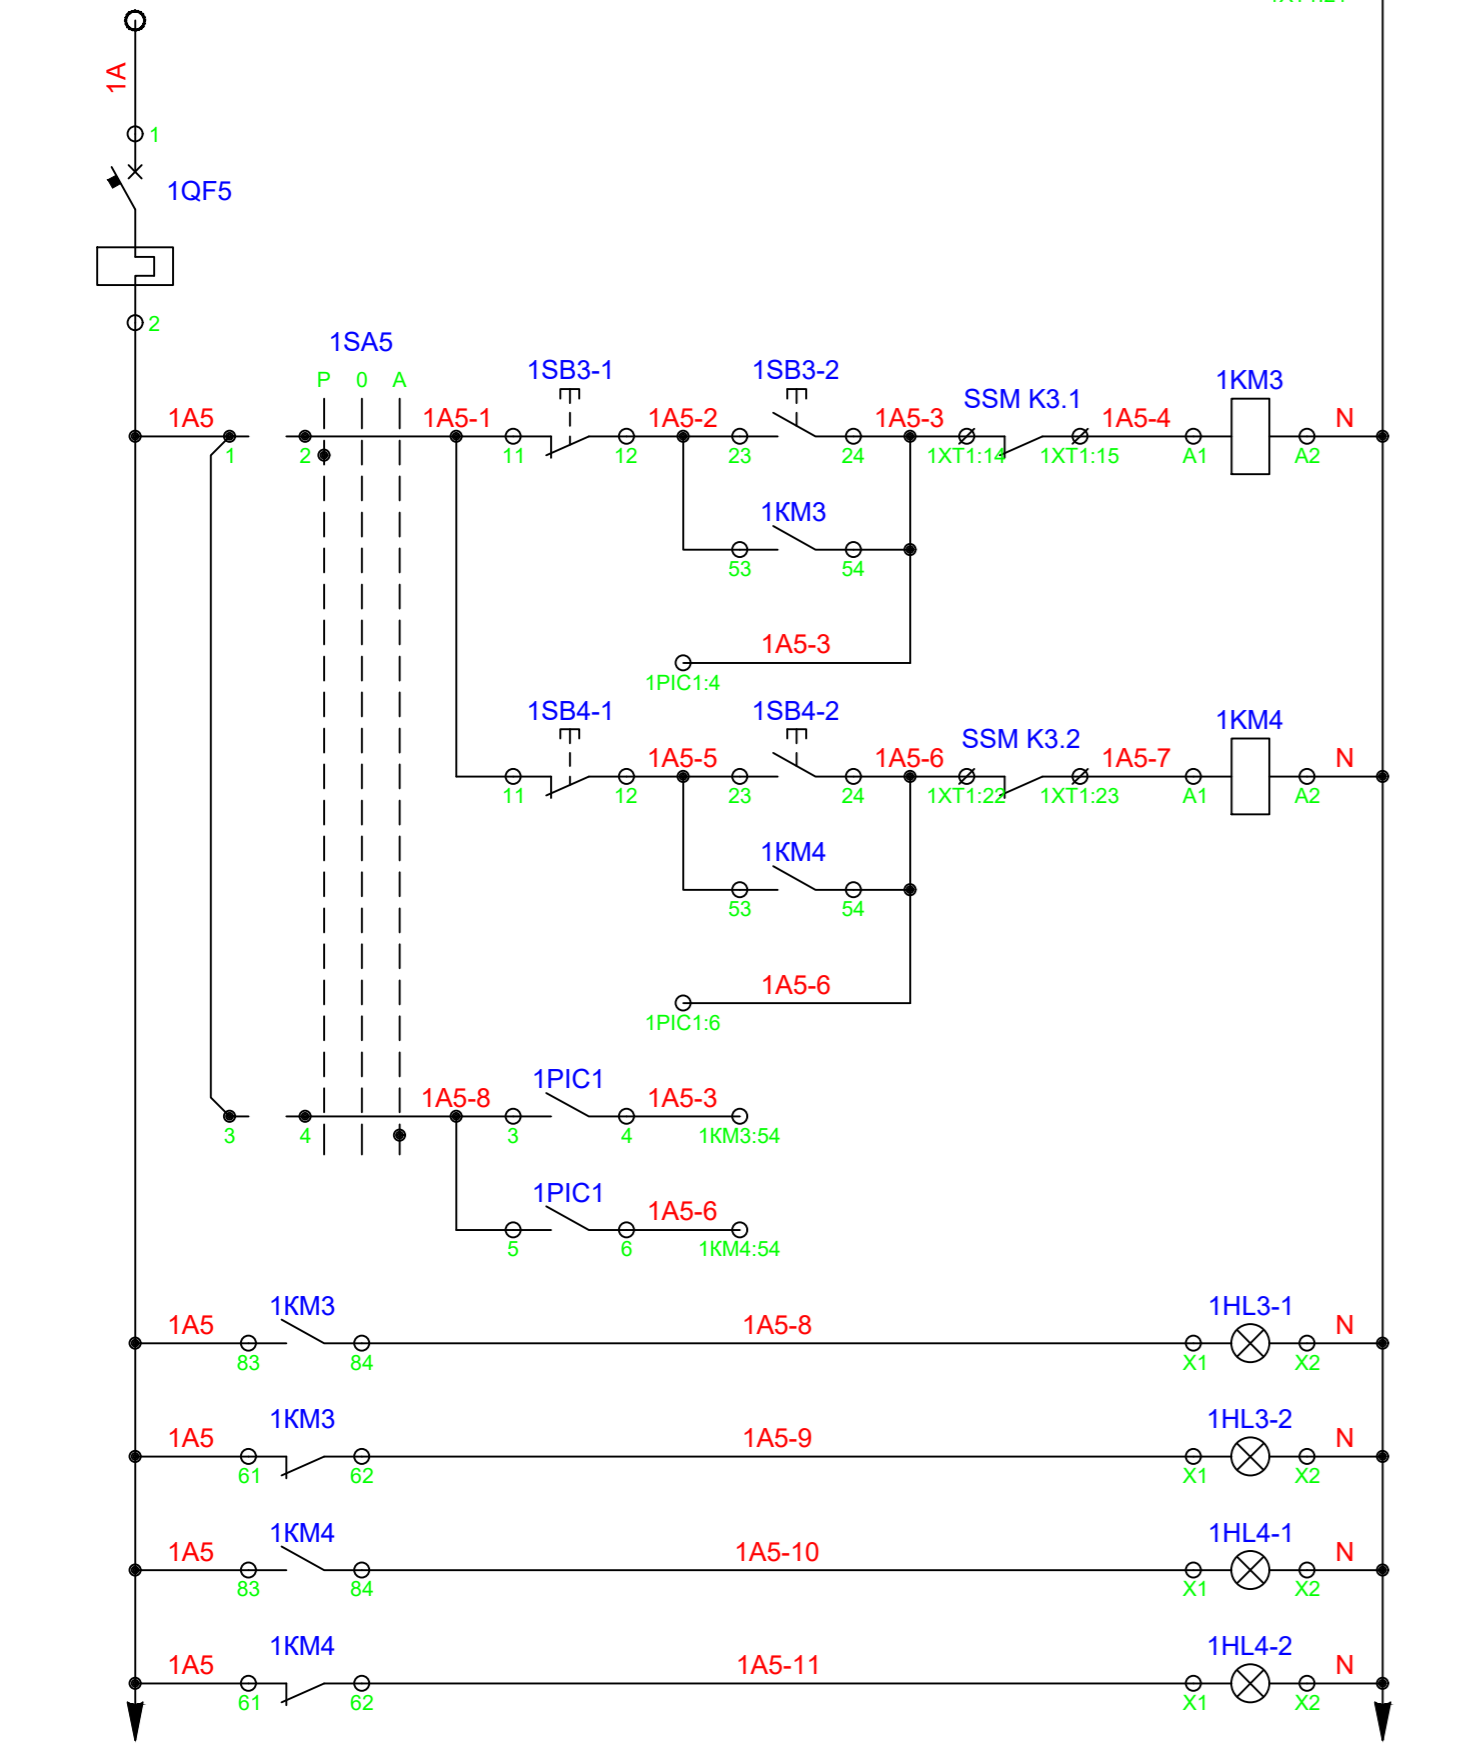 1A
1
1QF5
2
1SA5
P 0 A
1SB3-1 1SB3-2 SSM K3.1 1KM3
1A5 1A5-1 1A5-2 1A5-3 1A5-4 N
1 2 11 12 23 24 1XT1:14 1XT1:15 A1 A2
1KM3
53 54
1A5-3
1PIC1:4
1SB4-1 1SB4-2 SSM K3.2 1KM4
1A5-5 1A5-6 1A5-7 N
11 12 23 24 1XT1:22 1XT1:23 A1 A2
1KM4
53 54
1A5-6
1PIC1:6
1PIC1
1A5-8 1A5-3
3 4 3 4 1KM3:54
1PIC1
1A5-6
5 6 1KM4:54
1KM3 1HL3-1
1A5 1A5-8 N
83 84 X1 X2
1KM3 1HL3-2
1A5 1A5-9 N
61 62 X1 X2
1KM4 1HL4-1
1A5 1A5-10 N
83 84 X1 X2
1KM4 1HL4-2
1A5 1A5-11 N
61 62 X1 X2